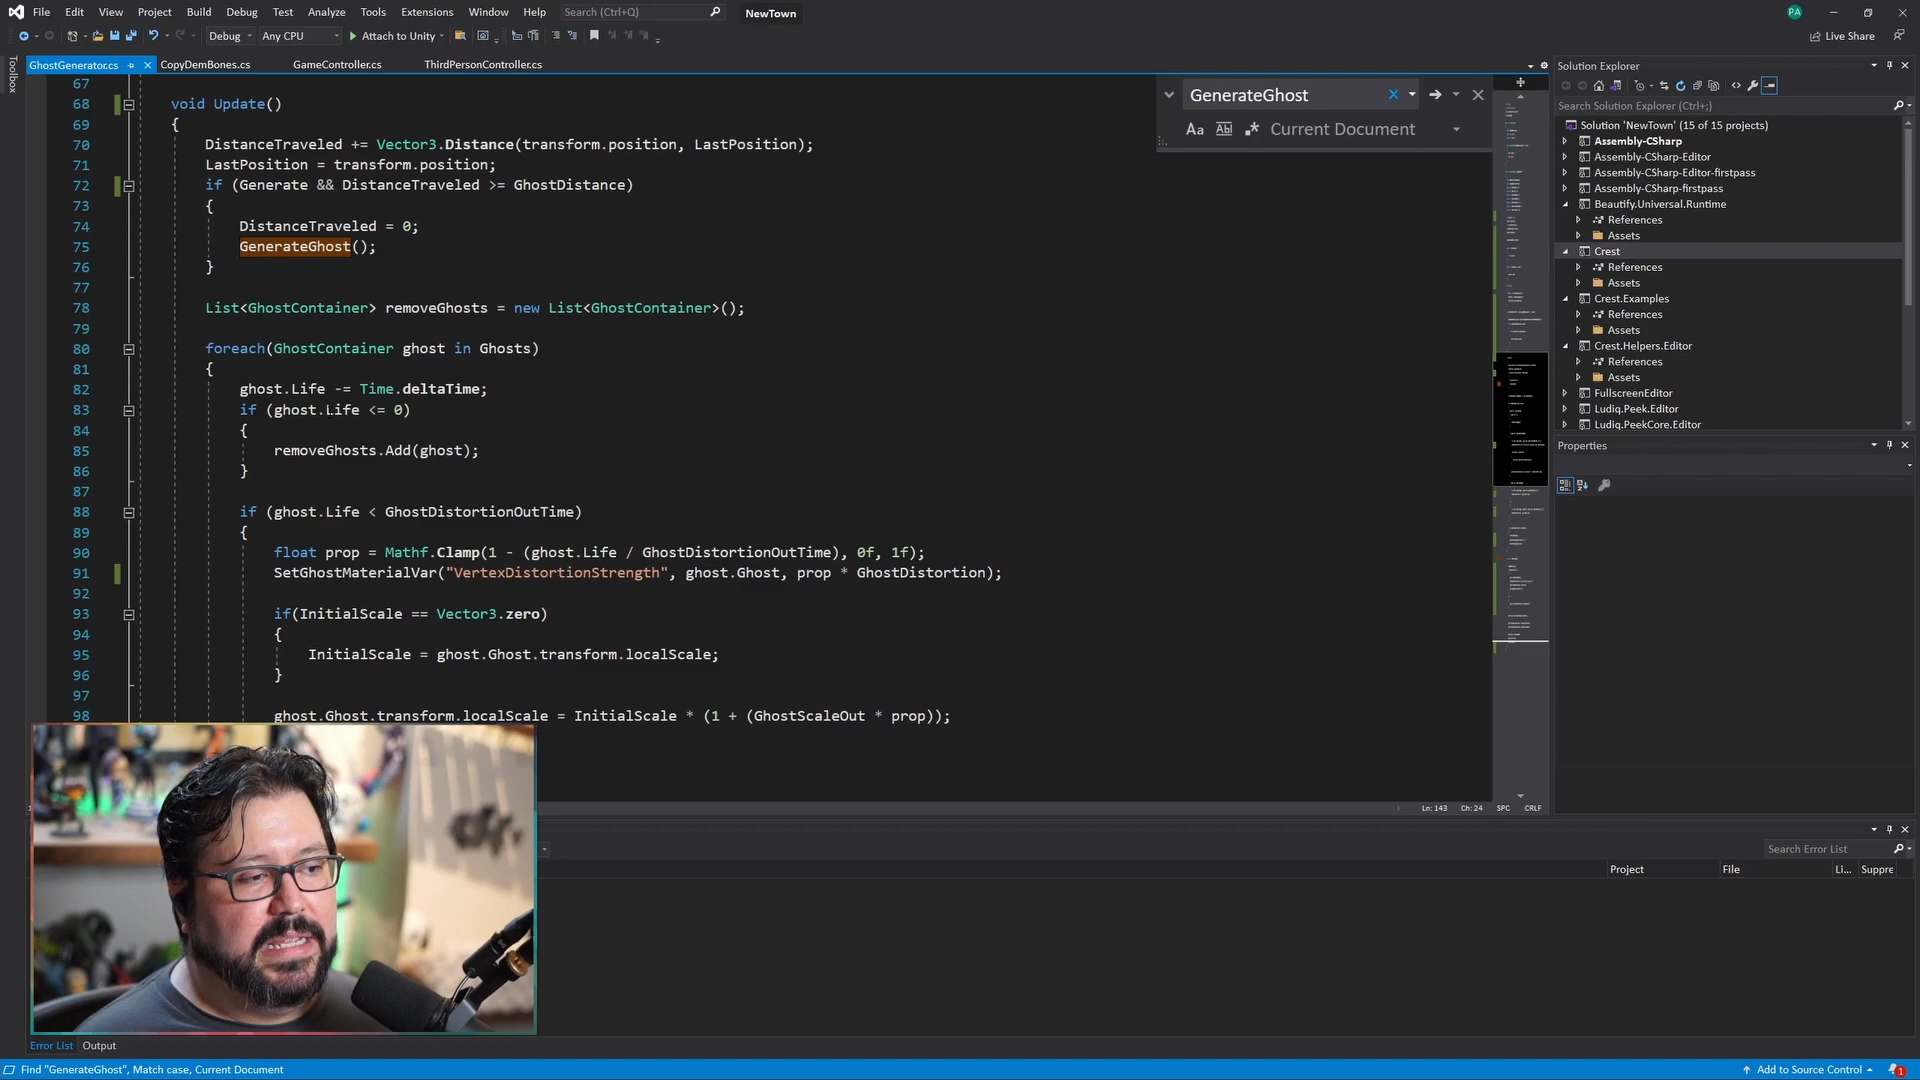 File Edit View Project Build Debug Test Analyze Tools Extensions Window Help Search (Ctrl+Q) NewTown PA
Debug Any CPU Attach to Unity Live Share
Toolbox
GhostGenerator.cs CopyDemBones.cs GameController.cs ThirdPersonController.cs
67
68 void Update()
69 {
70 DistanceTraveled += Vector3.Distance(transform.position, LastPosition);
71 LastPosition = transform.position;
72 if (Generate && DistanceTraveled >= GhostDistance)
73 {
74 DistanceTraveled = 0;
75 GenerateGhost();
76 }
77
78 List<GhostContainer> removeGhosts = new List<GhostContainer>();
79
80 foreach(GhostContainer ghost in Ghosts)
81 {
82 ghost.Life -= Time.deltaTime;
83 if (ghost.Life <= 0)
84 {
85 removeGhosts.Add(ghost);
86 }
87
88 if (ghost.Life < GhostDistortionOutTime)
89 {
90 float prop = Mathf.Clamp(1 - (ghost.Life / GhostDistortionOutTime), 0f, 1f);
91 SetGhostMaterialVar("VertexDistortionStrength", ghost.Ghost, prop * GhostDistortion);
92
93 if(InitialScale == Vector3.zero)
94 {
95 InitialScale = ghost.Ghost.transform.localScale;
96 }
97
98 ghost.Ghost.transform.localScale = InitialScale * (1 + (GhostScaleOut * prop));
GenerateGhost
Aa Ab .* Current Document
Ln: 143 Ch: 24 SPC CRLF
Solution Explorer
Search Solution Explorer (Ctrl+;)
Solution 'NewTown' (15 of 15 projects)
Assembly-CSharp
Assembly-CSharp-Editor
Assembly-CSharp-Editor-firstpass
Assembly-CSharp-firstpass
Beautify.Universal.Runtime
References
Assets
Crest
References
Assets
Crest.Examples
References
Assets
Crest.Helpers.Editor
References
Assets
FullscreenEditor
Ludiq.Peek.Editor
Ludiq.PeekCore.Editor
Properties
Search Error List
Project File Li... Suppre
Error List Output
Find "GenerateGhost", Match case, Current Document
Add to Source Control 1